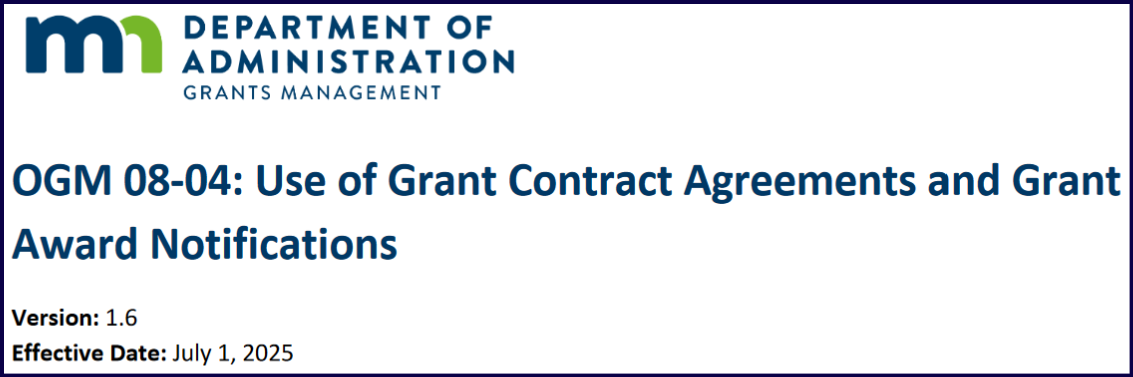 mn DEPARTMENT OF
ADMINISTRATION
GRANTS MANAGEMENT
OGM 08-04: Use of Grant Contract Agreements and Grant
Award Notifications
Version: 1.6
Effective Date: July 1, 2025